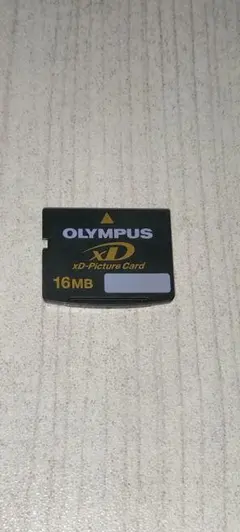 OLYMPUS
xD
xD-Picture Card
16MB